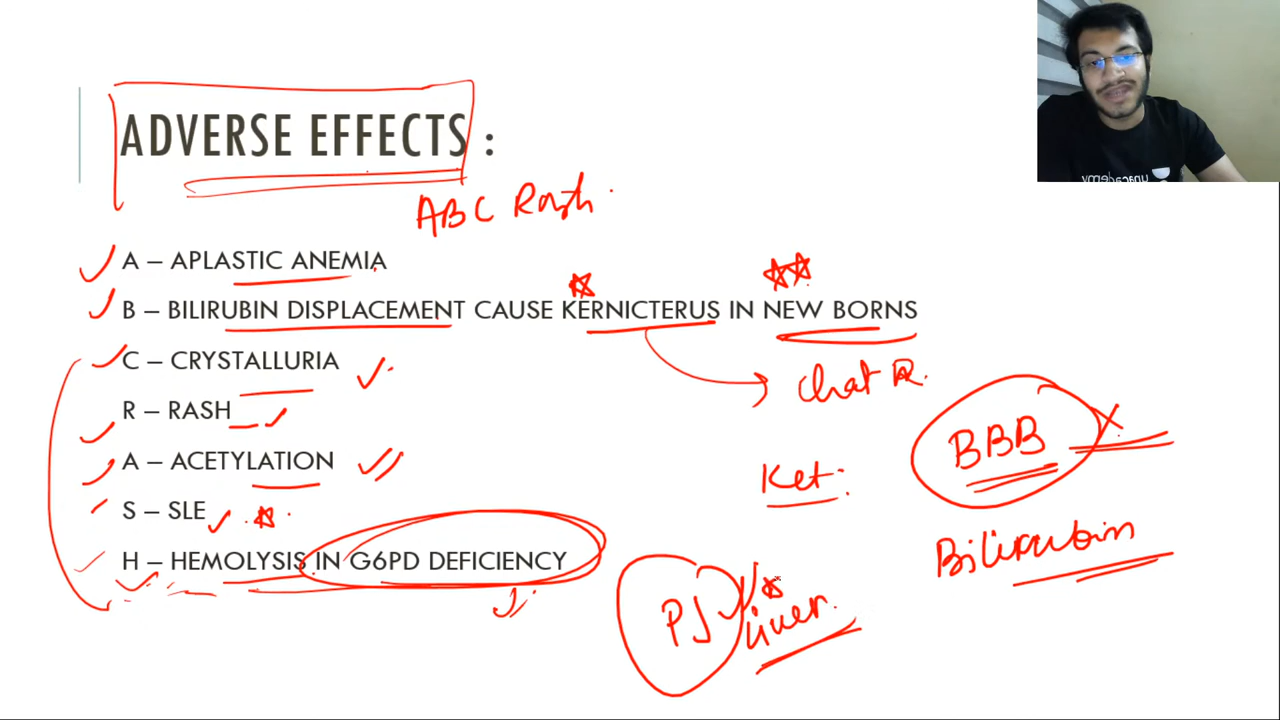 ADVERSE EFFECTS :
ABC Rash
A – APLASTIC ANEMIA
B – BILIRUBIN DISPLACEMENT CAUSE KERNICTERUS IN NEW BORNS
C – CRYSTALLURIA
R – RASH
A – ACETYLATION
S – SLE
H – HEMOLYSIS IN G6PD DEFICIENCY
BBB
Ket:
Bilirubin
PJ
Liver